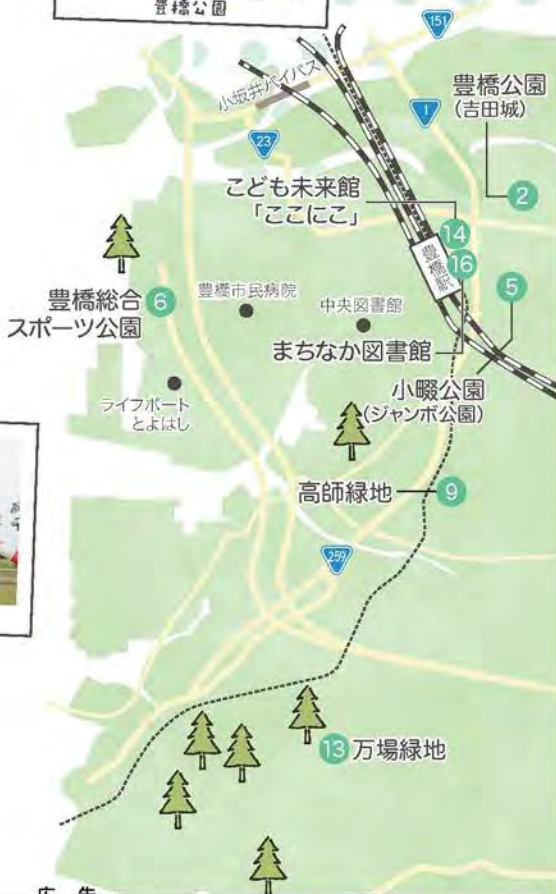 豊橋公園
151
小坂井バイパス
1
23
豊橋公園
(吉田城)
2
こども未来館
「ここにこ」
14
16
豊橋駅
5
豊橋総合
スポーツ公園
6
豊橋市民病院
中央図書館
まちなか図書館
小畷公園
(ジャンボ公園)
ライフポート
とよはし
高師緑地
9
259
13
万場緑地
広告